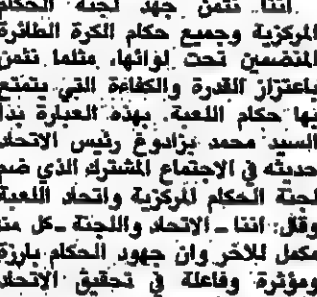 اننا نثمن جهد لجنة الحكام
المركزية وجميع حكام الكرة الطائرة
المنضمين تحت لوائها، مثلما نثمن
باعتزاز القدرة والكفاءة التي يتمتع
بها حكام اللعبة. بهذه العبارة بدأ
السيد محمد بزادوغ رئيس الاتحاد
حديثه في الاجتماع المشترك الذي ضم
لجنة الحكام المركزية واتحاد اللعبة
وقال: اننا ـ الاتحاد واللجنة ـ كل منا
مكمل للاخر وان جهود الحكام بارزة
ومؤثرة وفاعلة في تحقيق الاتحاد